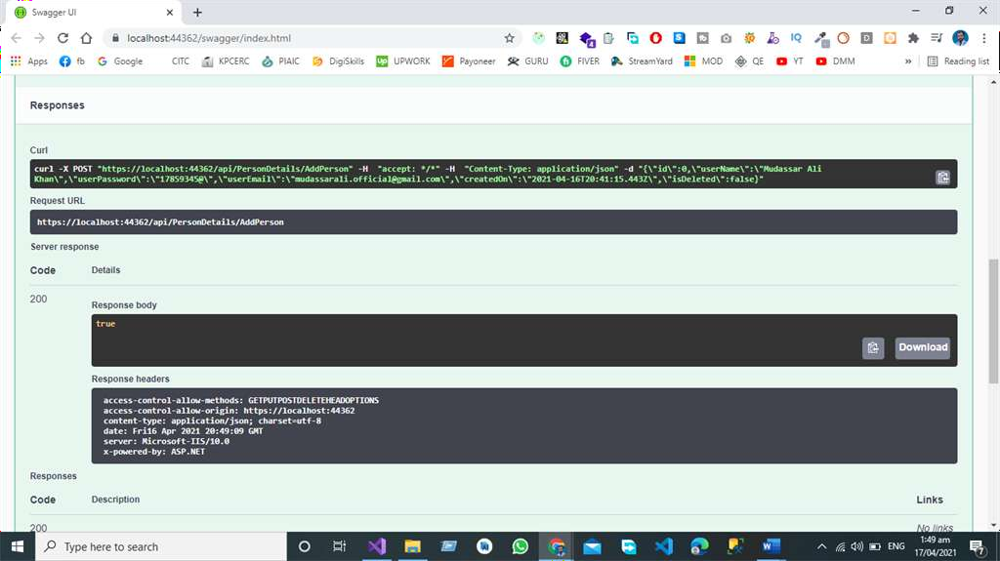 Swagger UI
localhost:44362/swagger/index.html
Apps fb Google CITC KPCERC PIAIC DigiSkills UPWORK Payoneer GURU FIVER StreamYard MOD QE YT DMM » Reading list
Responses
Curl
curl -X POST "https://localhost:44362/api/PersonDetails/AddPerson" -H "accept: */*" -H "Content-Type: application/json" -d "{\"id\":0,\"userName\":\"Mudassar Ali
Khan\",\"userPassword\":\"17859345@\",\"userEmail\":\"mudassarali.official@gmail.com\",\"createdOn\":\"2021-04-16T20:41:15.443Z\",\"isDeleted\":false}"
Request URL
https://localhost:44362/api/PersonDetails/AddPerson
Server response
Code Details
200
Response body
true
Download
Response headers
access-control-allow-methods: GETPUTPOSTDELETEHEADOPTIONS
access-control-allow-origin: https://localhost:44362
content-type: application/json; charset=utf-8
date: Fri16 Apr 2021 20:49:09 GMT
server: Microsoft-IIS/10.0
x-powered-by: ASP.NET
Responses
Code Description Links
200 No links
Type here to search
ENG
1:49 am
17/04/2021
7